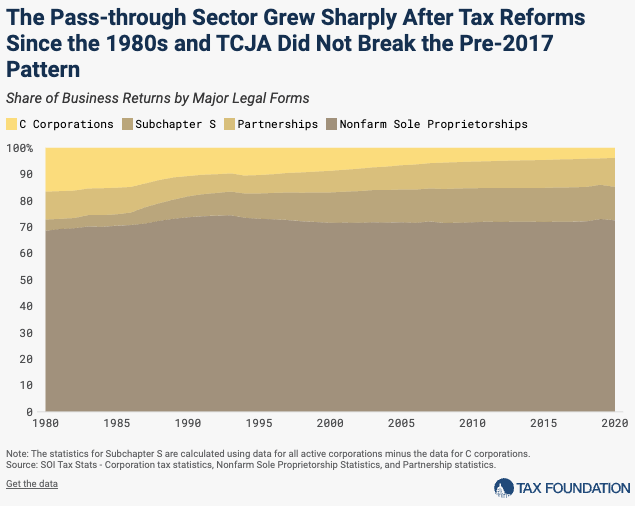 The Pass-through Sector Grew Sharply After Tax Reforms
Since the 1980s and TCJA Did Not Break the Pre-2017
Pattern
Share of Business Returns by Major Legal Forms
C Corporations Subchapter S Partnerships Nonfarm Sole Proprietorships
100%
90
80
70
60
50
40
30
20
10
0
1980 1985 1990 1995 2000 2005 2010 2015 2020
Note: The statistics for Subchapter S are calculated using data for all active corporations minus the data for C corporations.
Source: SOI Tax Stats - Corporation tax statistics, Nonfarm Sole Proprietorship Statistics, and Partnership statistics.
Get the data
TAX FOUNDATION